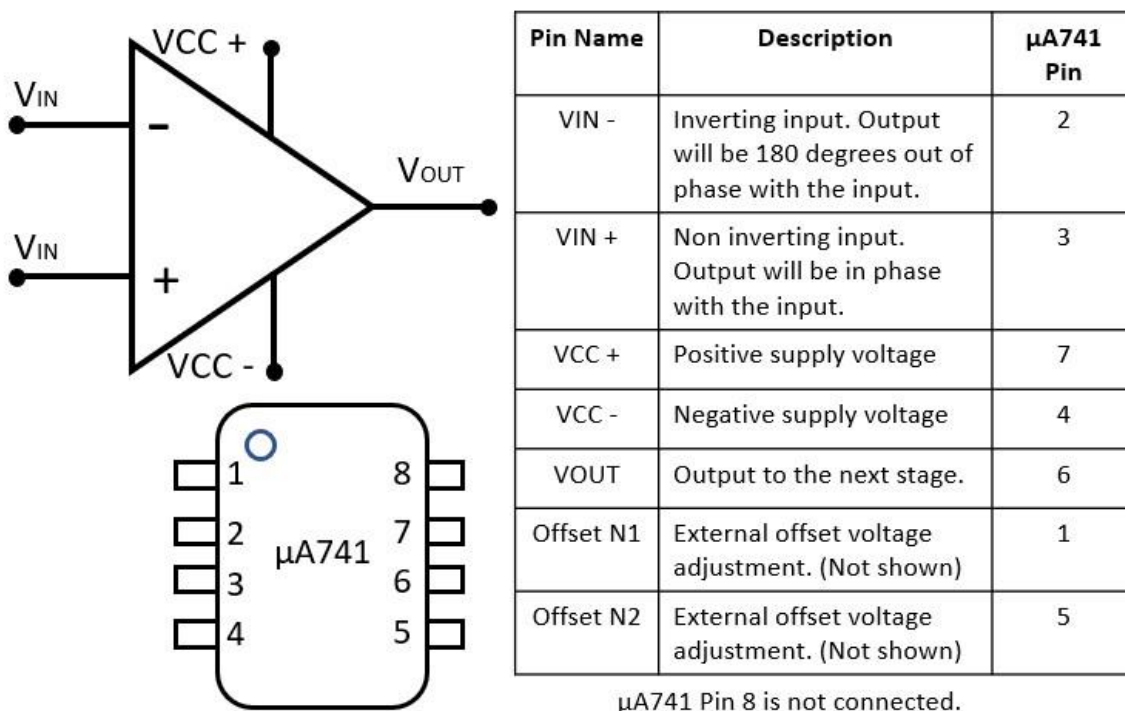 VCC +
VIN
-
VOUT
VIN
+
VCC -
1
8
2
7
µA741
3
6
4
5
Pin Name
Description
µA741
Pin
VIN -
Inverting input. Output
will be 180 degrees out of
phase with the input.
2
VIN +
Non inverting input.
Output will be in phase
with the input.
3
VCC +
Positive supply voltage
7
VCC -
Negative supply voltage
4
VOUT
Output to the next stage.
6
Offset N1
External offset voltage
adjustment. (Not shown)
1
Offset N2
External offset voltage
adjustment. (Not shown)
5
µA741 Pin 8 is not connected.